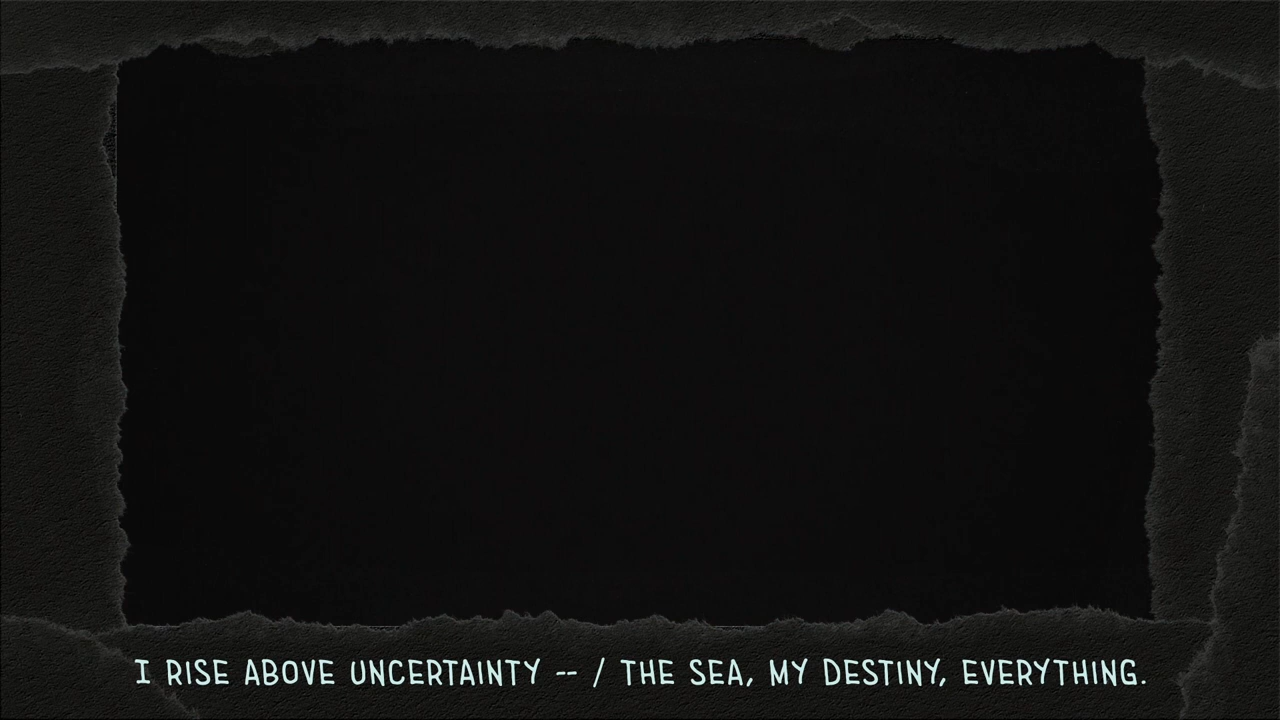 I RISE ABOVE UNCERTAINTY -- / THE SEA, MY DESTINY, EVERYTHING.